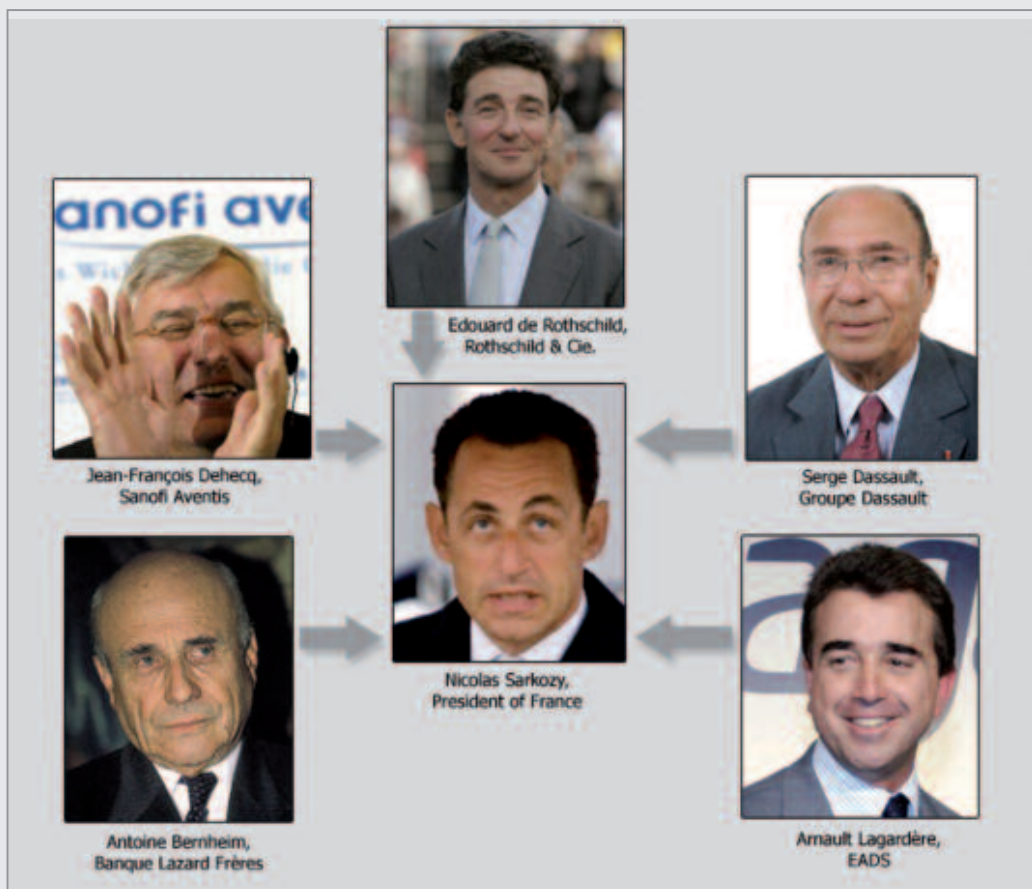 anofi ave
Edouard de Rothschild,
Rothschild & Cie.
Jean-François Dehecq,
Sanofi Aventis
Serge Dassault,
Groupe Dassault
Nicolas Sarkozy,
President of France
Antoine Bernheim,
Banque Lazard Frères
Arnault Lagardère,
EADS